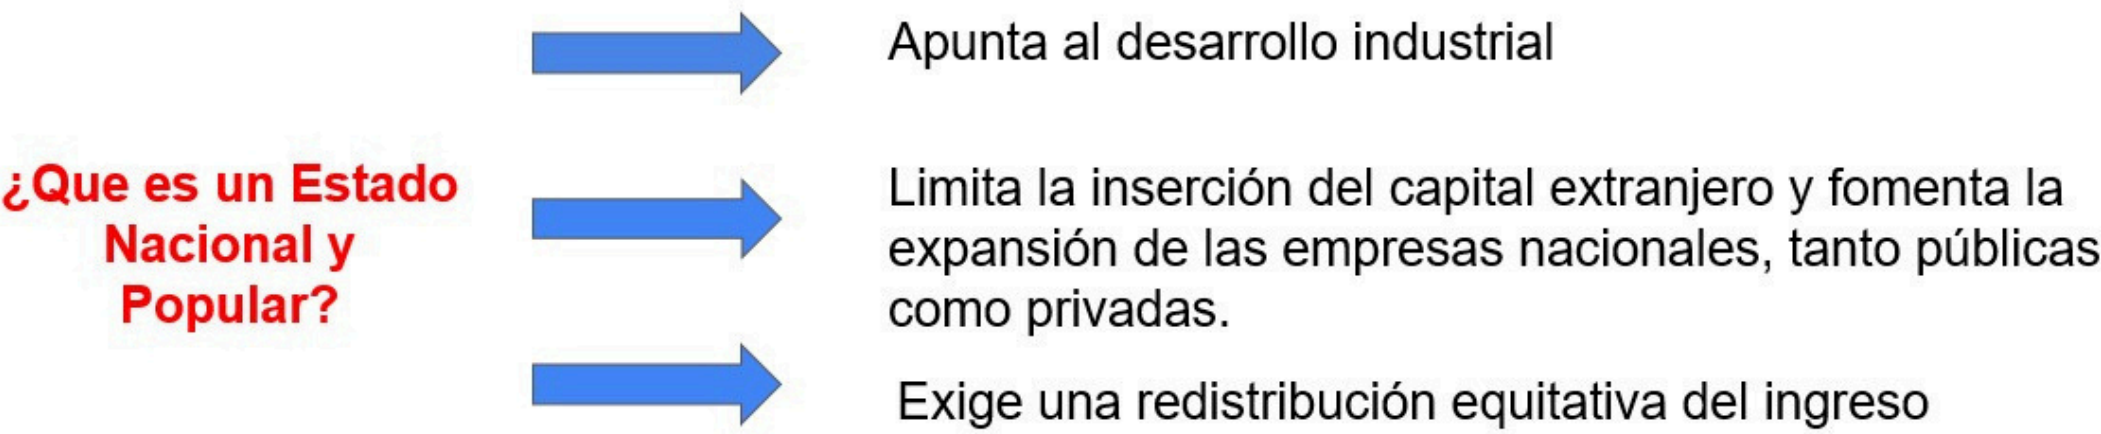 ¿Que es un Estado
Nacional y
Popular?
Apunta al desarrollo industrial
Limita la inserción del capital extranjero y fomenta la
expansión de las empresas nacionales, tanto públicas
como privadas.
Exige una redistribución equitativa del ingreso